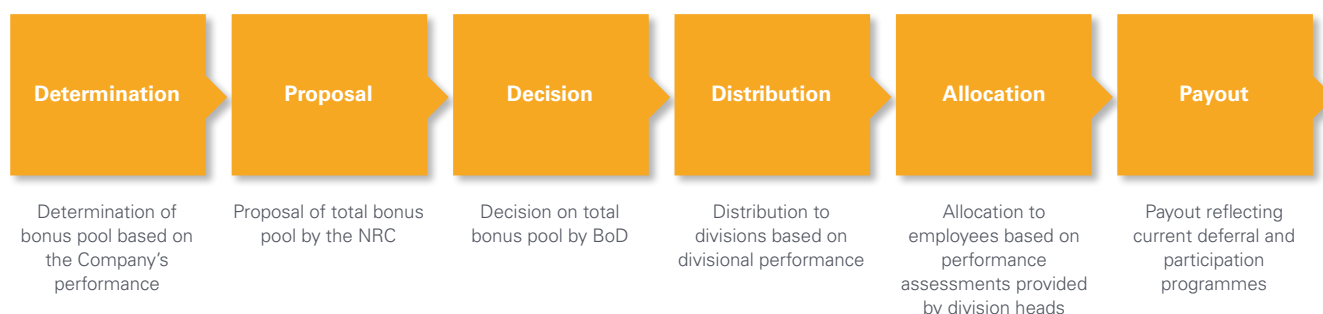 Determination
Proposal
Decision
Distribution
Allocation
Payout
Determination of
bonus pool based on
the Company's
performance
Proposal of total bonus
pool by the NRC
Decision on total
bonus pool by BoD
Distribution to
divisions based on
divisional performance
Allocation to
employees based on
performance
assessments provided
by division heads
Payout reflecting
current deferral and
participation
programmes